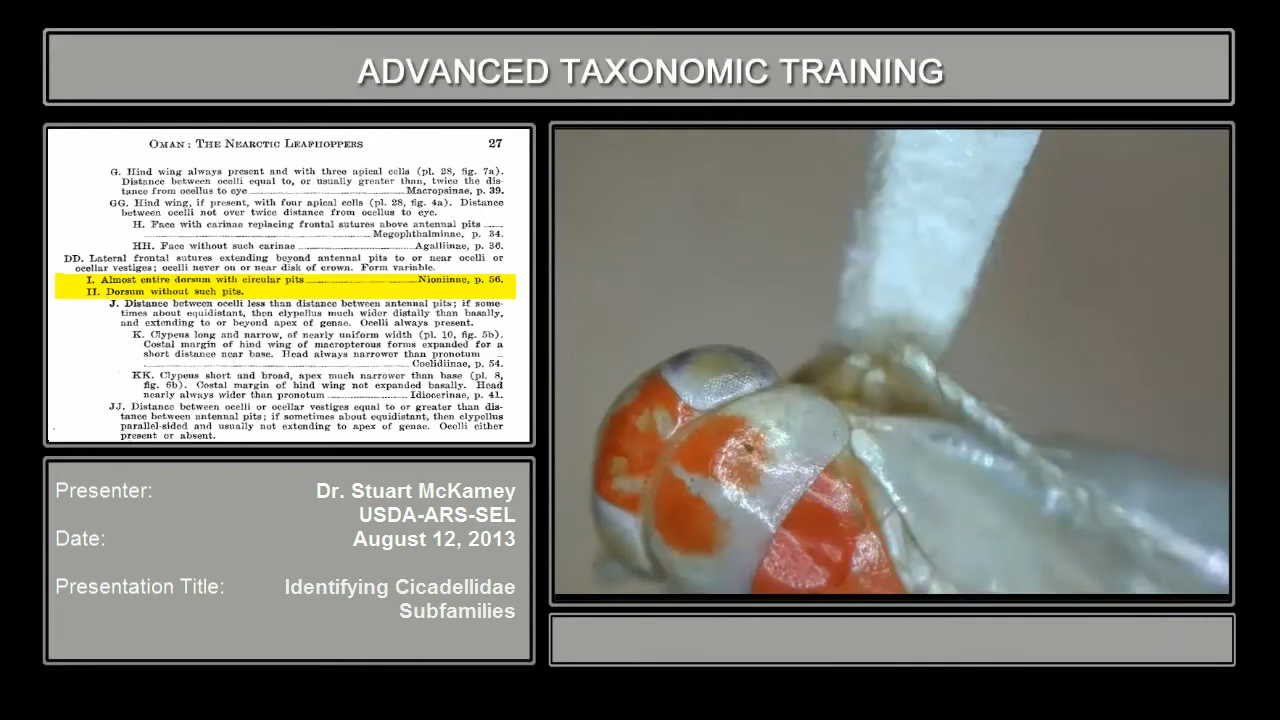 ADVANCED TAXONOMIC TRAINING
OMAN: THE NEARCTIC LEAFHOPPERS 27
G. Hind wing always present and with three apical cells (pl. 28, fig. 7a).
Distance between ocelli equal to, or usually greater than, twice the dis-
tance from ocellus to eye Macropsinae, p. 39.
GG. Hind wing, if present, with four apical cells (pl. 28, fig. 4a). Distance
between ocelli not over twice distance from ocellus to eye.
H. Face with carinae replacing frontal sutures above antennal pits
Megophthalminae, p. 34.
HH. Face without such carinae Agalliinae, p. 36.
DD. Lateral frontal sutures extending beyond antennal pits to or near ocelli or
ocellar vestiges; ocelli never on or near disk of crown. Form variable.
I. Almost entire dorsum with circular pits Nioniinae, p. 56.
II. Dorsum without such pits.
J. Distance between ocelli less than distance between antennal pits; if some-
times about equidistant, then clypellus much wider distally than basally,
and extending to or beyond apex of genae. Ocelli always present.
K. Clypeus long and narrow, of nearly uniform width (pl. 10, fig. 5b).
Costal margin of hind wing of macropterous forms expanded for a
short distance near base. Head always narrower than pronotum
Coelidiinae, p. 54.
KK. Clypeus short and broad, apex much narrower than base (pl. 8,
fig. 6b). Costal margin of hind wing not expanded basally. Head
nearly always wider than pronotum Idiocerinae, p. 41.
JJ. Distance between ocelli or ocellar vestiges equal to or greater than dis-
tance between antennal pits; if sometimes about equidistant, then clypellus
parallel-sided and usually not extending to apex of genae. Ocelli either
present or absent.
Presenter: Dr. Stuart McKamey
USDA-ARS-SEL
Date: August 12, 2013
Presentation Title: Identifying Cicadellidae
Subfamilies